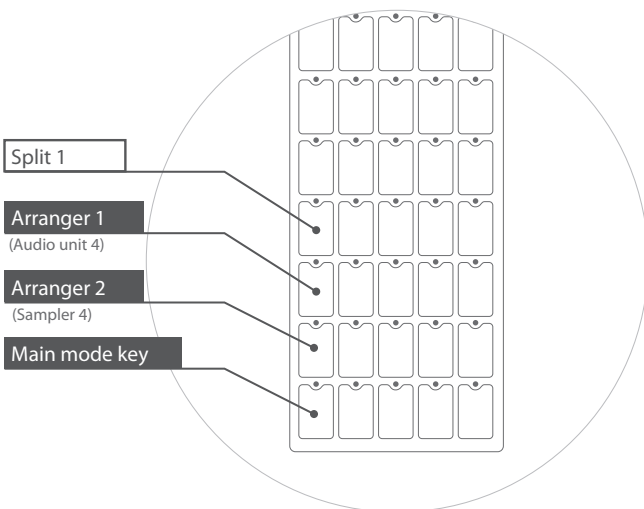 Split 1
Arranger 1
(Audio unit 4)
Arranger 2
(Sampler 4)
Main mode key